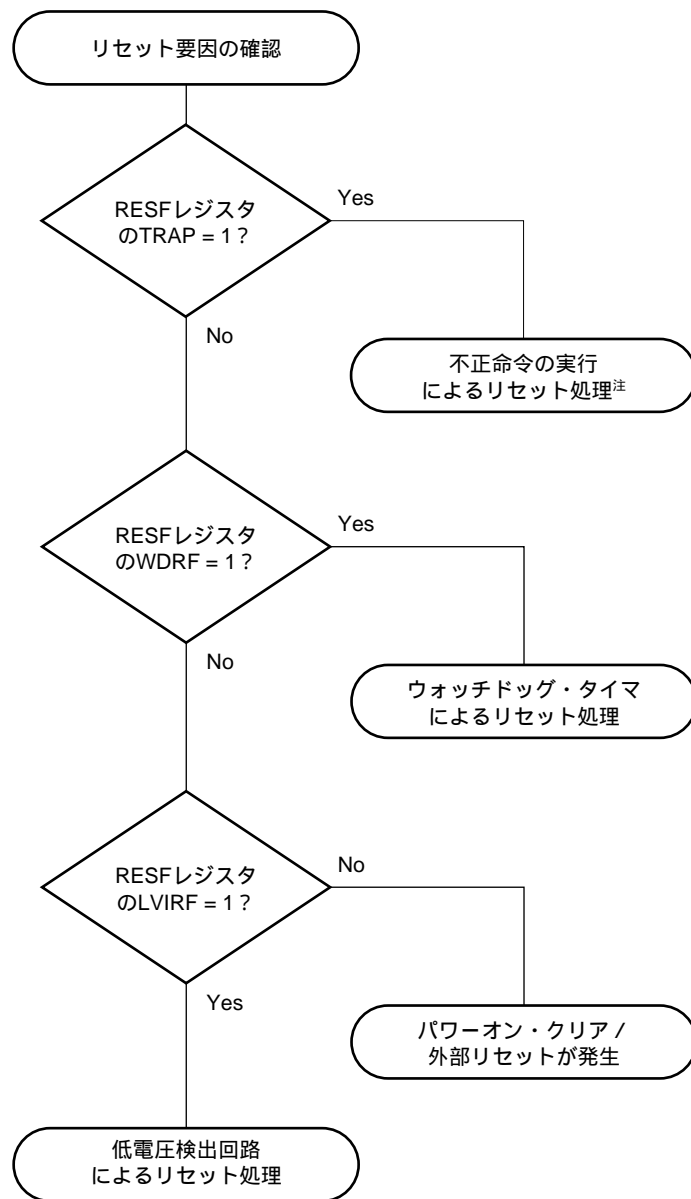 リセット要因の確認
RESFレジスタ
のTRAP = 1？
Yes
No
不正命令の実行
によるリセット処理注
RESFレジスタ
のWDRF = 1？
Yes
No
ウォッチドッグ・タイマ
によるリセット処理
RESFレジスタ
のLVIRF = 1？
No
Yes
パワーオン・クリア /
外部リセットが発生
低電圧検出回路
によるリセット処理